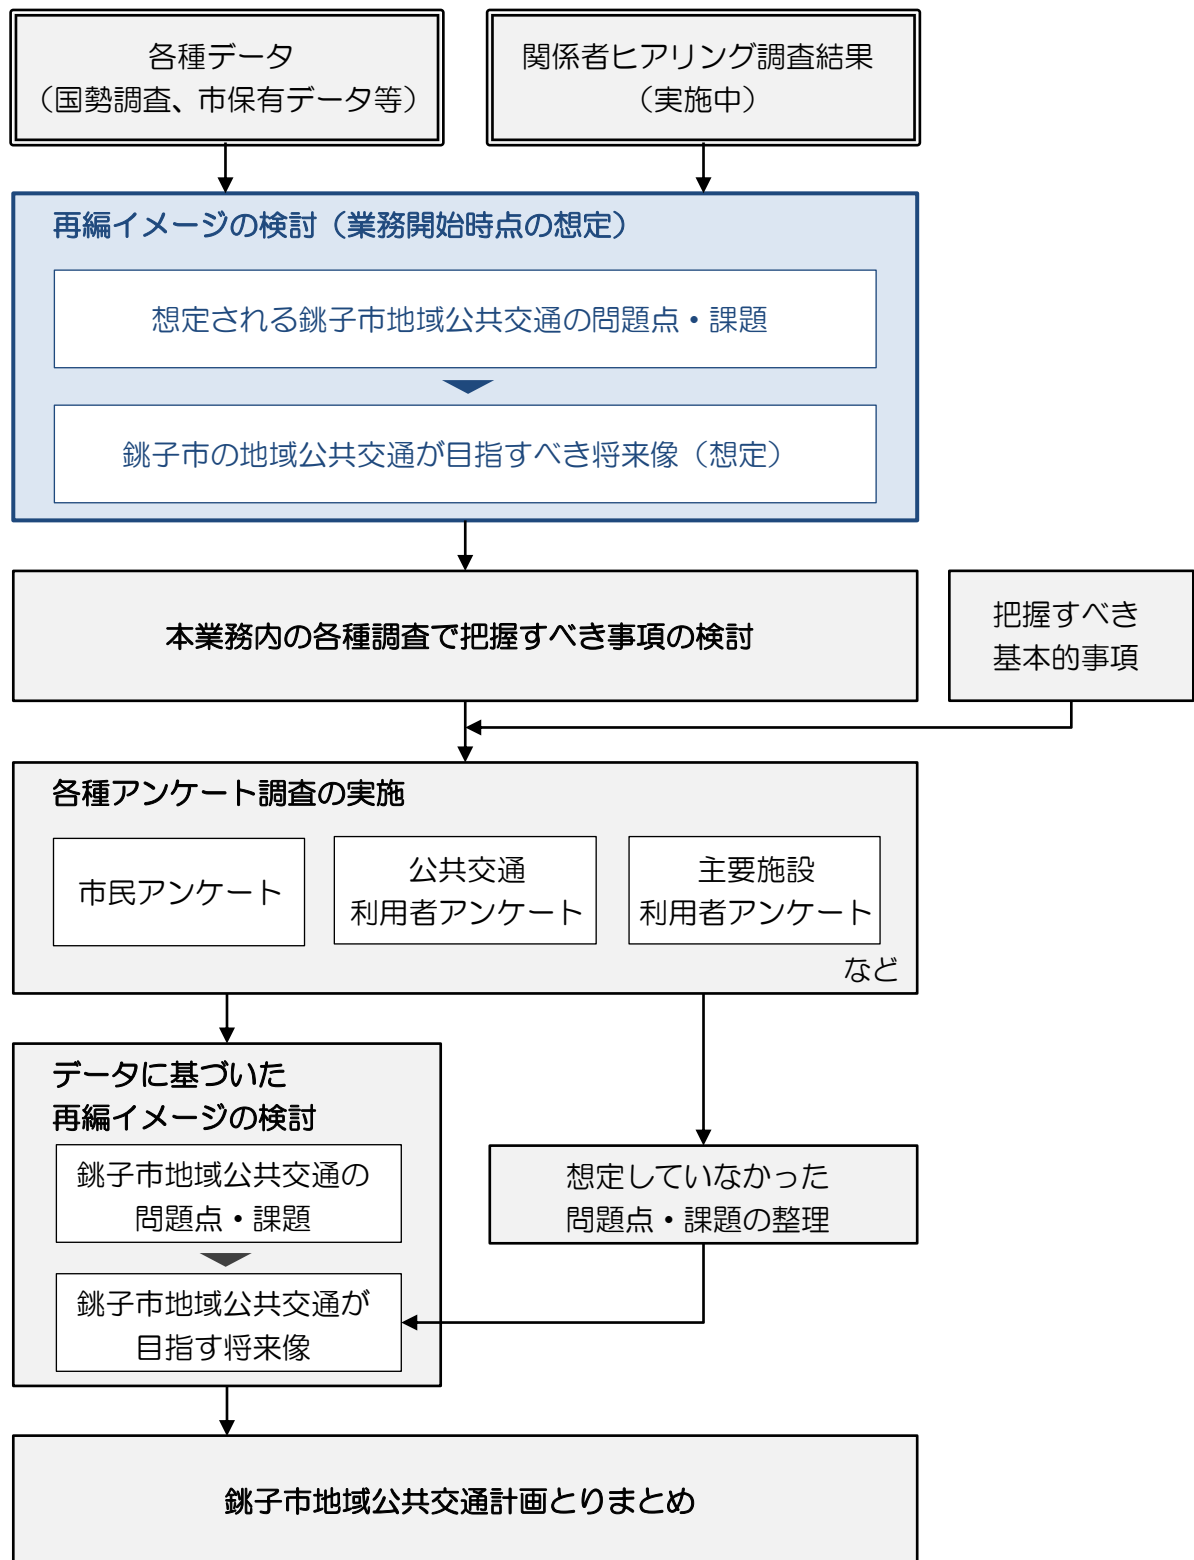 各種データ
（国勢調査、市保有データ等）
関係者ヒアリング調査結果
（実施中）
再編イメージの検討（業務開始時点の想定）
想定される銚子市地域公共交通の問題点・課題
銚子市の地域公共交通が目指すべき将来像（想定）
本業務内の各種調査で把握すべき事項の検討
把握すべき
基本的事項
各種アンケート調査の実施
市民アンケート
公共交通
利用者アンケート
主要施設
利用者アンケート
など
データに基づいた
再編イメージの検討
銚子市地域公共交通の
問題点・課題
銚子市地域公共交通が
目指す将来像
想定していなかった
問題点・課題の整理
銚子市地域公共交通計画とりまとめ